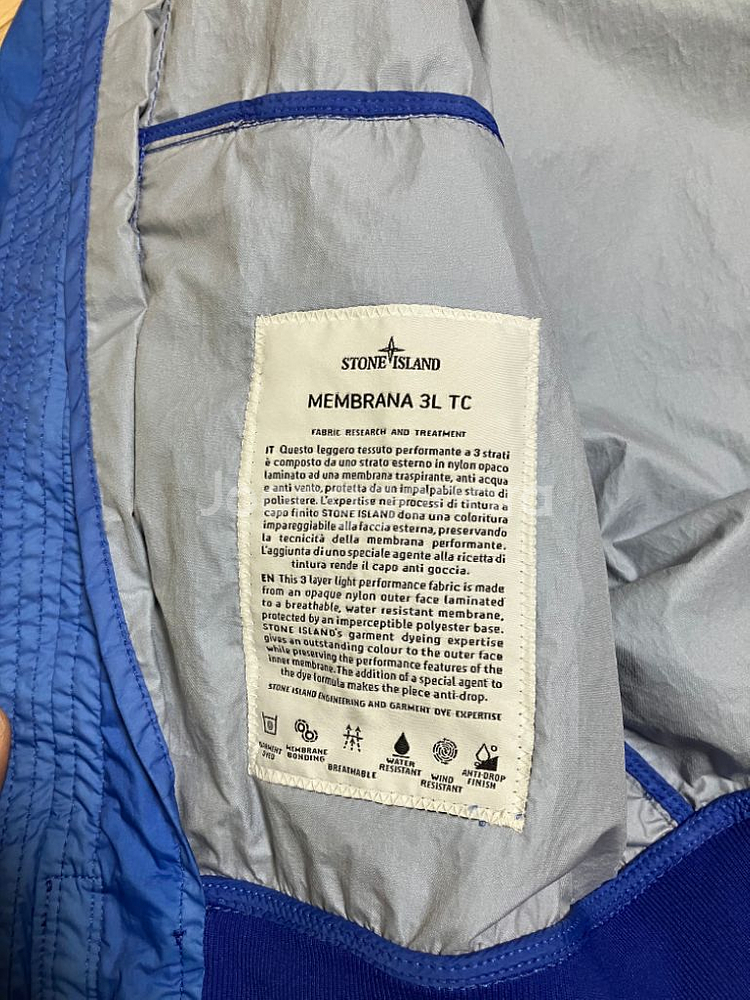 STONE ISLAND
MEMBRANA 3L TC
FABRIC RESEARCH AND TREATMENT
IT Questo leggero tessuto performante a 3 strati
è composto da uno strato esterno in nylon opaco
laminato ad una membrana traspirante, anti acqua
e anti vento, protetta da un impalpabile strato di
poliestere. L'expertise nei processi di tintura a
capo finito STONE ISLAND dona una coloritura
impareggiabile alla faccia esterna, preservando
la tecnicità della membrana performante.
L'aggiunta di uno speciale agente alla ricetta di
tintura rende il capo anti goccia.
EN This 3 layer light performance fabric is made
from an opaque nylon outer face laminated
to a breathable, water resistant membrane,
protected by an imperceptible polyester base.
STONE ISLAND's garment dyeing expertise
gives an outstanding colour to the outer face
while preserving the performance features of the
inner membrane. The addition of a special agent to
the dye formula makes the piece anti-drop.
STONE ISLAND ENGINEERING AND GARMENT DYE EXPERTISE
GARMENT DYED
MEMBRANE BONDING
BREATHABLE
WATER RESISTANT
WIND RESISTANT
ANTI-DROP FINISH